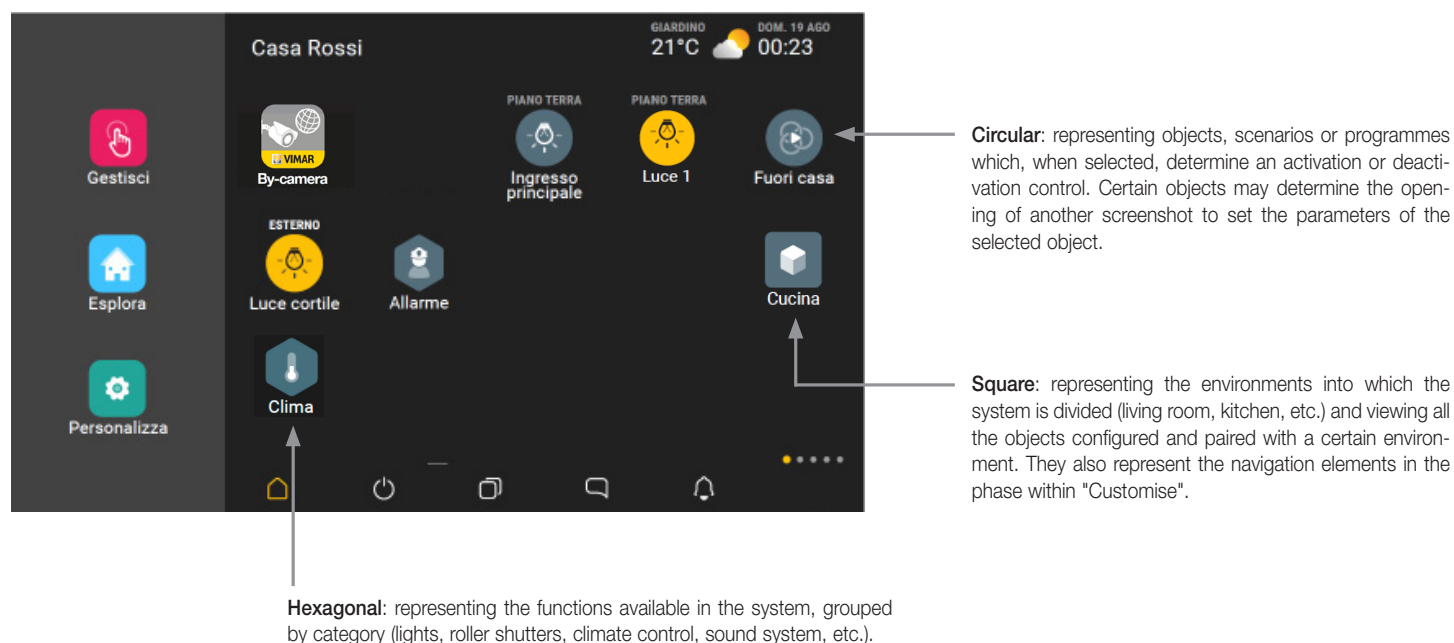 Casa Rossi
GIARDINO
21°C
DOM. 19 AGO
00:23
Gestisci
Esplora
Personalizza
VIMAR
By-camera
PIANO TERRA
Ingresso
principale
PIANO TERRA
Luce 1
Fuori casa
ESTERNO
Luce cortile
Allarme
Cucina
Clima
Circular: representing objects, scenarios or programmes
which, when selected, determine an activation or deacti-
vation control. Certain objects may determine the open-
ing of another screenshot to set the parameters of the
selected object.
Square: representing the environments into which the
system is divided (living room, kitchen, etc.) and viewing all
the objects configured and paired with a certain environ-
ment. They also represent the navigation elements in the
phase within "Customise".
Hexagonal: representing the functions available in the system, grouped
by category (lights, roller shutters, climate control, sound system, etc.).